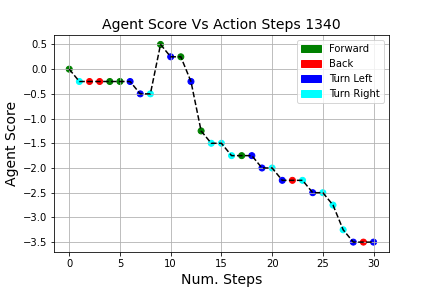 Agent Score Vs Action Steps 1340
0.5
0.0
−0.5
−1.0
−1.5
−2.0
−2.5
−3.0
−3.5
Agent Score
Forward
Back
Turn Left
Turn Right
0 5 10 15 20 25 30
Num. Steps